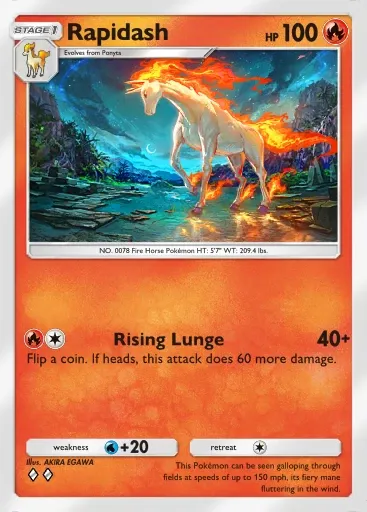 STAGE 1
Rapidash
HP 100
Evolves from Ponyta
NO. 0078 Fire Horse Pokémon HT: 5'7" WT: 209.4 lbs.
Rising Lunge 40+
Flip a coin. If heads, this attack does 60 more damage.
weakness +20 retreat
Illus. AKIRA EGAWA
This Pokémon can be seen galloping through
fields at speeds of up to 150 mph, its fiery mane
fluttering in the wind.